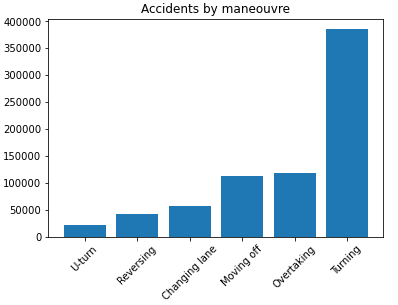 Accidents by maneouvre
400000
350000
300000
250000
200000
150000
100000
50000
0
U-turn
Reversing
Changing lane
Moving off
Overtaking
Turning